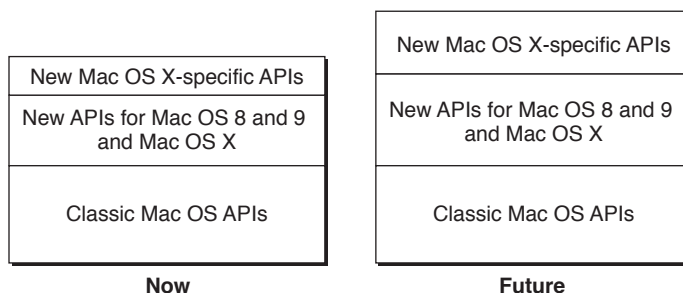 New Mac OS X-specific APIs
New APIs for Mac OS 8 and 9
and Mac OS X
Classic Mac OS APIs
Now
New Mac OS X-specific APIs
New APIs for Mac OS 8 and 9
and Mac OS X
Classic Mac OS APIs
Future